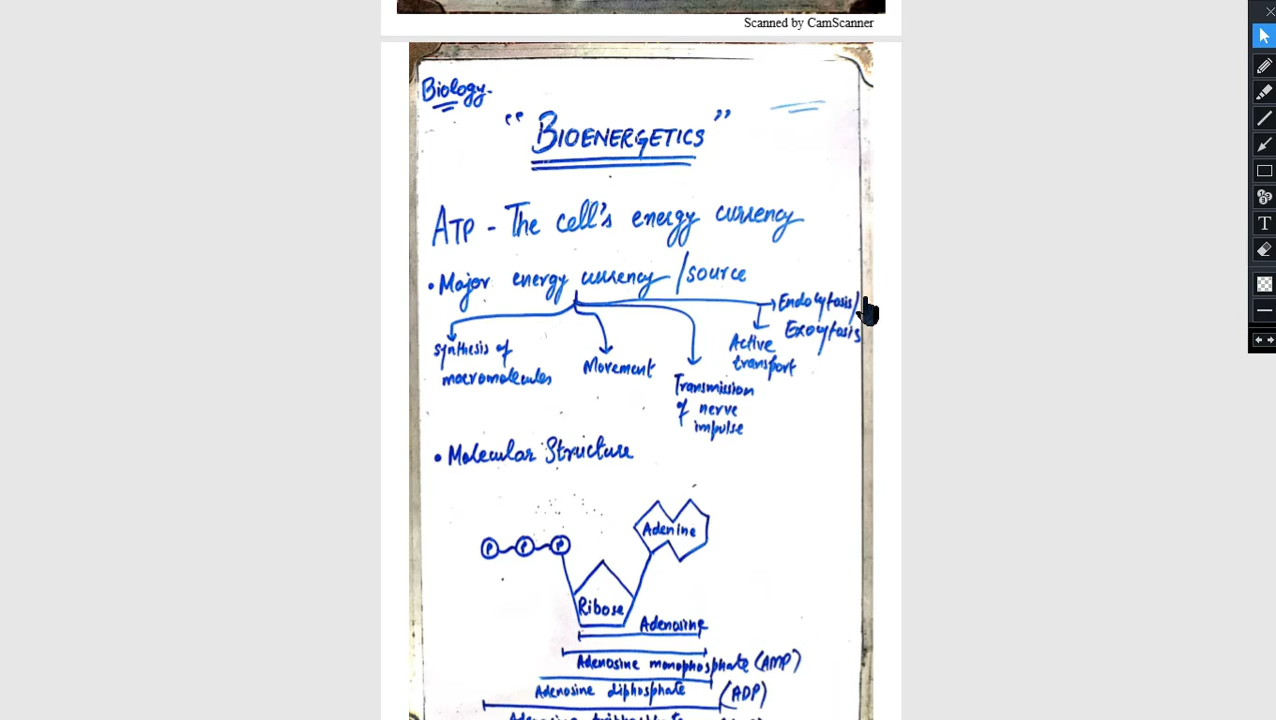 Scanned by CamScanner
Biology-
"BIOENERGETICS"
ATP - The cell's energy currency
• Major energy currency/source
Synthesis of macromolecules
Movement
Transmission of nerve impulse
Active transport
Endocytosis/
Exocytosis
• Molecular Structure
P P P
Adenine
Ribose
Adenosine
Adenosine monophosphate (AMP)
Adenosine diphosphate (ADP)
T